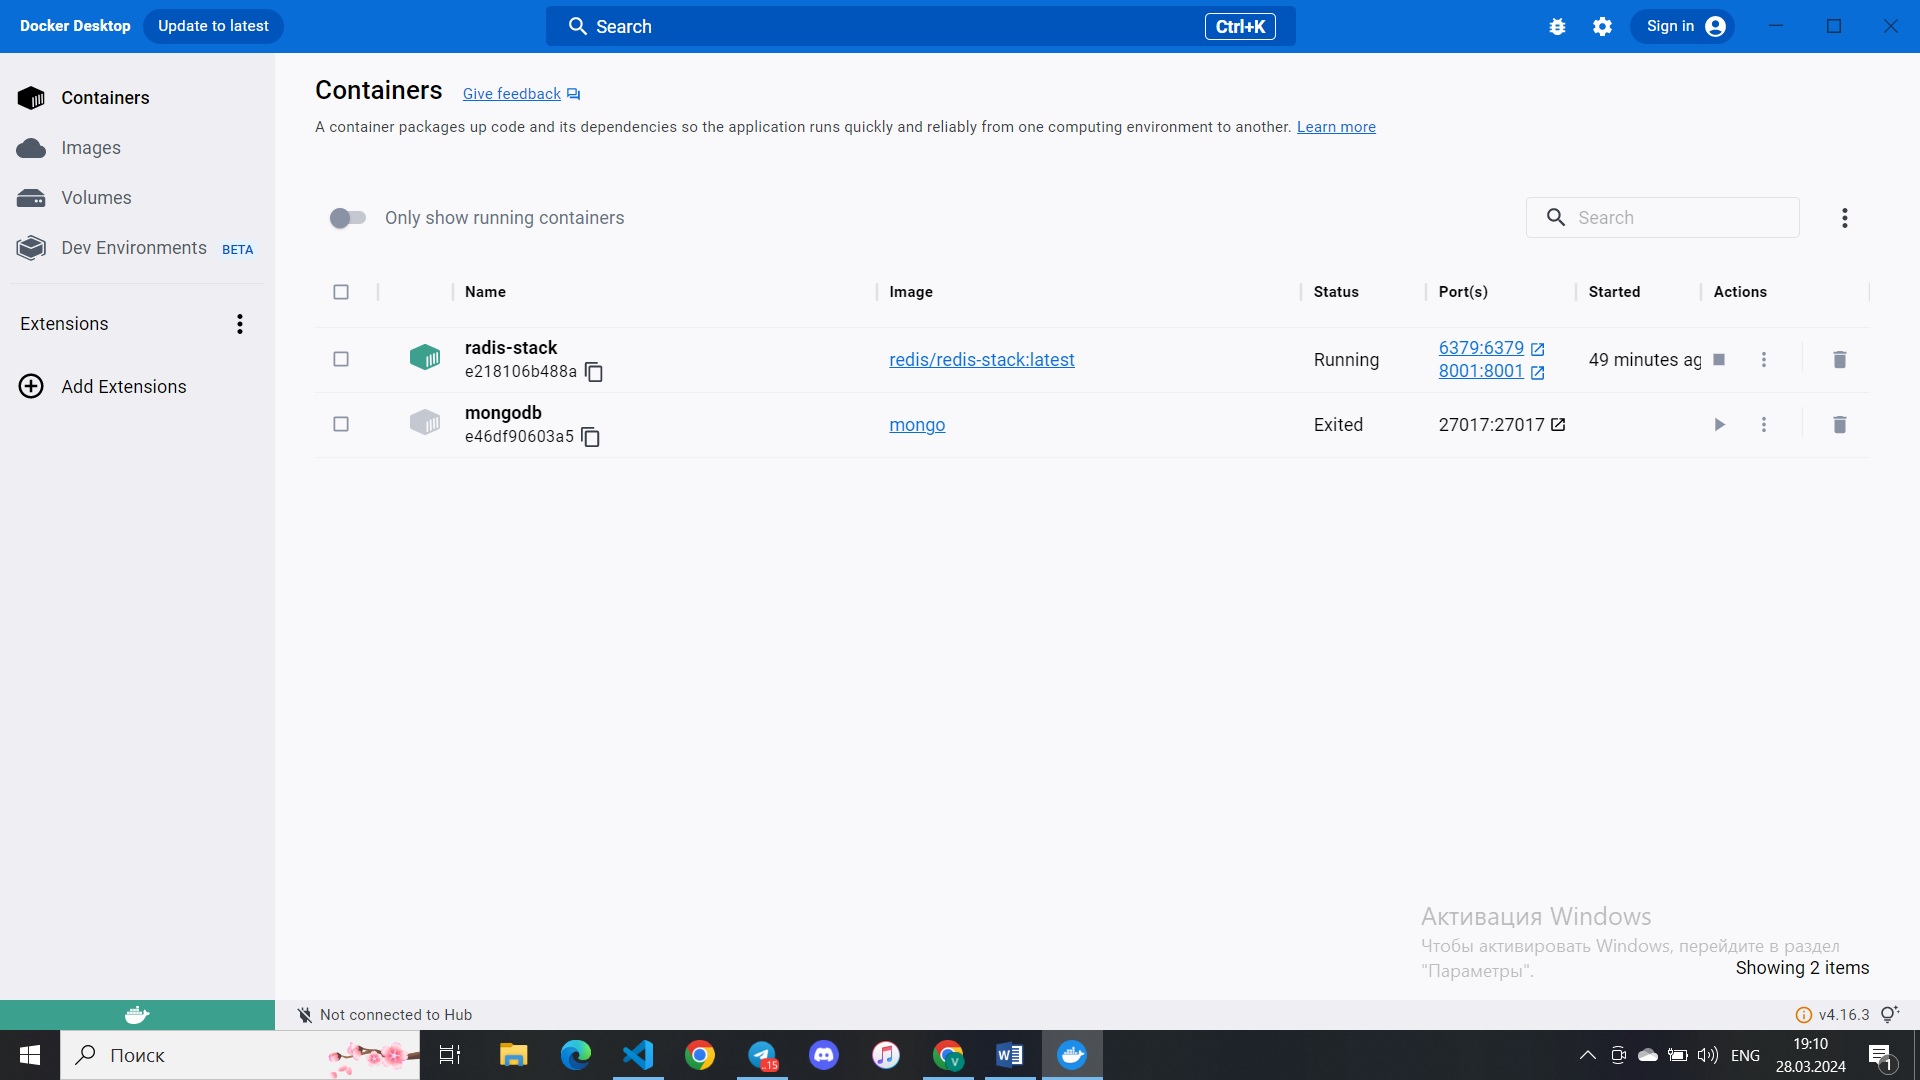 Docker Desktop
Update to latest
Search
Ctrl+K
Sign in
Containers
Images
Volumes
Dev Environments BETA
Extensions
Add Extensions
Containers
Give feedback
A container packages up code and its dependencies so the application runs quickly and reliably from one computing environment to another. Learn more
Only show running containers
Search
Name Image Status Port(s) Started Actions
radis-stack
e218106b488a
redis/redis-stack:latest
Running
6379:6379
8001:8001
49 minutes ag
mongodb
e46df90603a5
mongo
Exited
27017:27017
Активация Windows
Чтобы активировать Windows, перейдите в раздел
"Параметры".
Showing 2 items
Not connected to Hub
v4.16.3
Поиск
15
V
W
ENG
19:10
28.03.2024
1